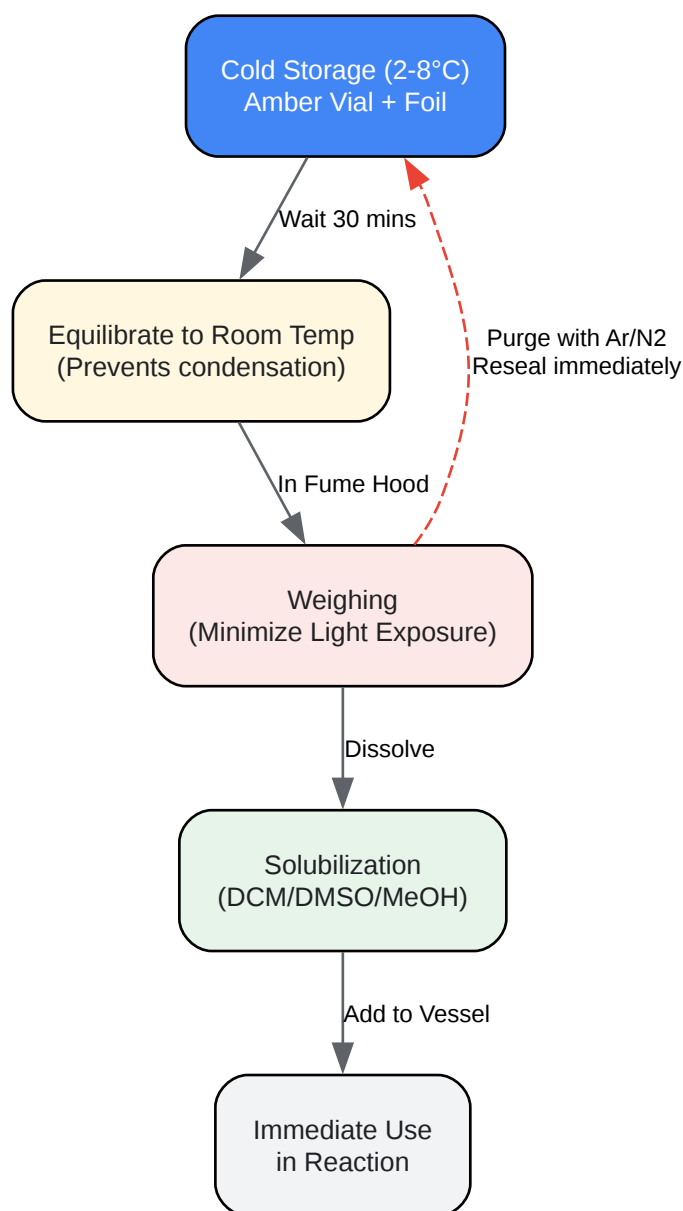 Cold Storage (2-8°C)
Amber Vial + Foil
Wait 30 mins
Equilibrate to Room Temp
(Prevents condensation)
Purge with Ar/N2
Reseal immediately
In Fume Hood
Weighing
(Minimize Light Exposure)
Dissolve
Solubilization
(DCM/DMSO/MeOH)
Add to Vessel
Immediate Use
in Reaction